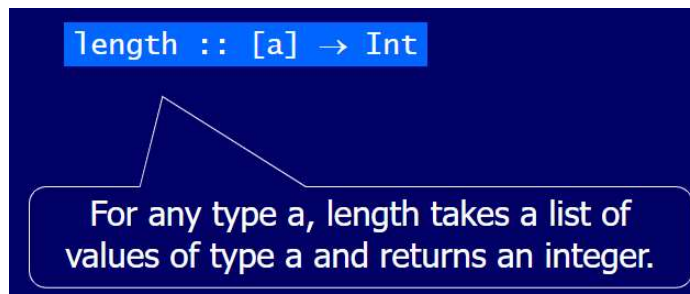 length :: [a] → Int
For any type a, length takes a list of
values of type a and returns an integer.